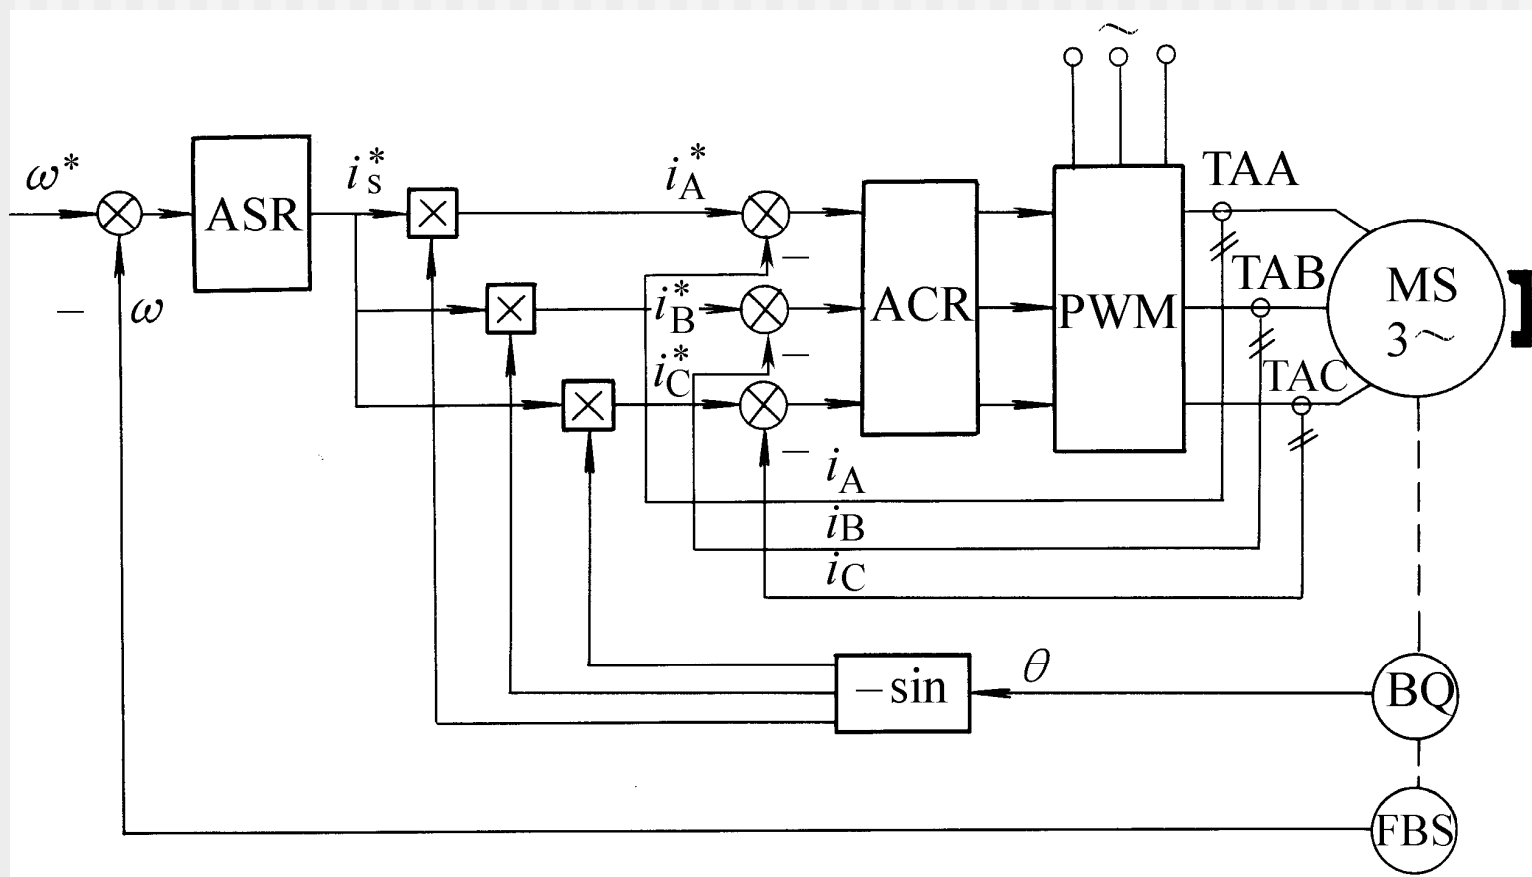 ~
ω*
ASR
i*s
×
i*A
TAA
−
ω
×
i*B
−
ACR
PWM
TAB
MS
3~
×
i*C
−
TAC
−
iA
iB
iC
−sin
θ
BQ
FBS